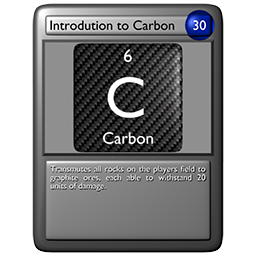 Introdution to Carbon
30
6
C
Carbon
Transmutes all rocks on the players field to
graphite ores, each able to withstand 20
units of damage.